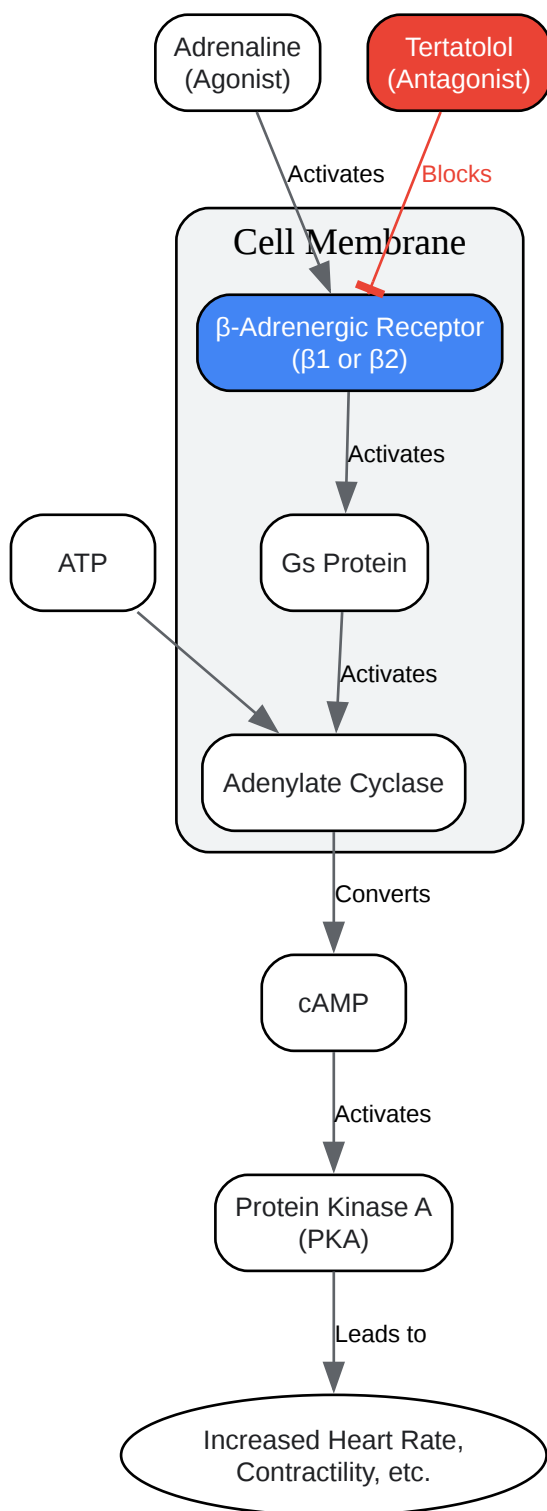 Adrenaline
(Agonist)
Tertatolol
(Antagonist)
Activates
Blocks
Cell Membrane
β-Adrenergic Receptor
(β1 or β2)
Activates
ATP
Gs Protein
Activates
Adenylate Cyclase
Converts
cAMP
Activates
Protein Kinase A
(PKA)
Leads to
Increased Heart Rate,
Contractility, etc.